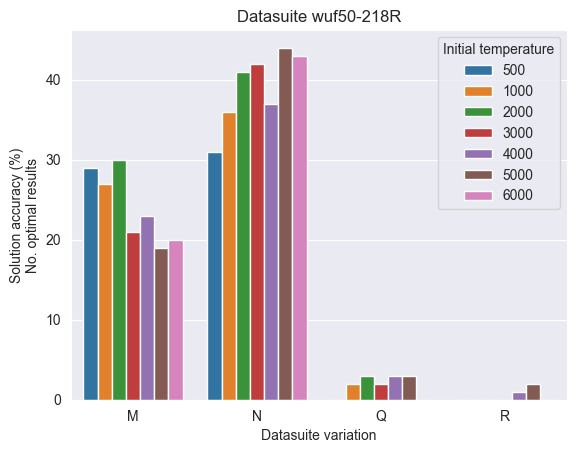 Datasuite wuf50-218R
Solution accuracy (%)
No. optimal results
40
30
20
10
0
Initial temperature
500
1000
2000
3000
4000
5000
6000
M N Q R
Datasuite variation